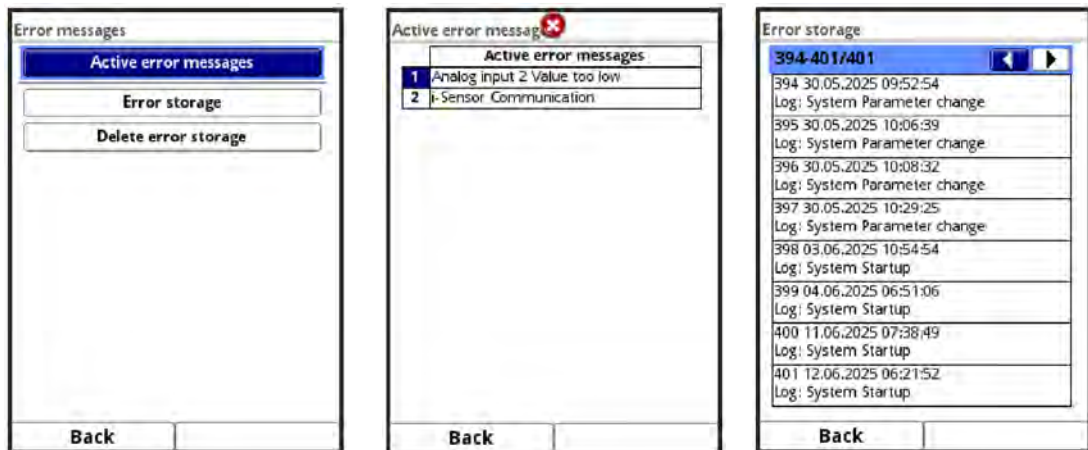 Error messages
Active error messages
Error storage
Delete error storage
Back
Active error messag
Active error messages
1 Analog input 2 Value too low
2 i-Sensor Communication
Back
Error storage
394-401/401
394 30.05.2025 09:52:54
Log: System Parameter change
395 30.05.2025 10:06:39
Log: System Parameter change
396 30.05.2025 10:08:32
Log: System Parameter change
397 30.05.2025 10:29:25
Log: System Parameter change
398 03.06.2025 10:54:54
Log: System Startup
399 04.06.2025 06:51:06
Log: System Startup
400 11.06.2025 07:38:49
Log: System Startup
401 12.06.2025 06:21:52
Log: System Startup
Back